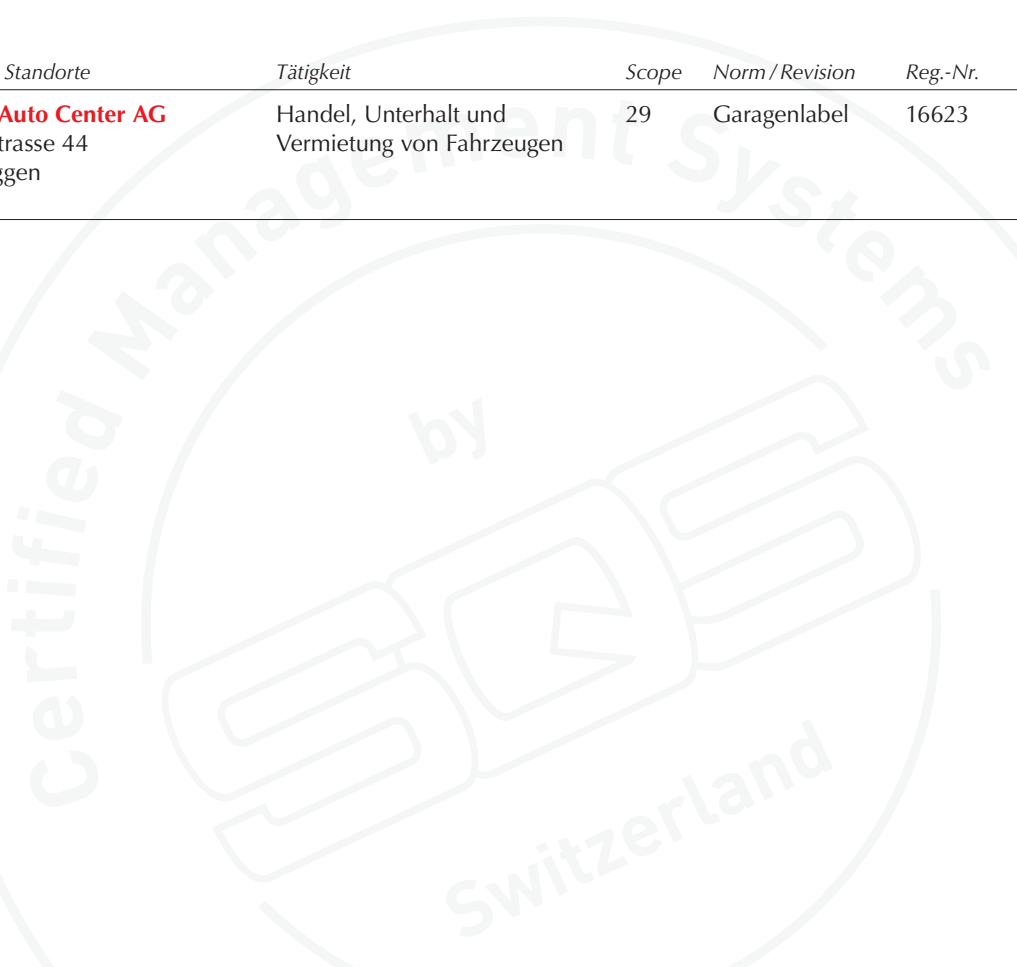 Standorte Tätigkeit Scope Norm / Revision Reg.-Nr.
Auto Center AG Handel, Unterhalt und 29 Garagenlabel 16623
trasse 44 Vermietung von Fahrzeugen
ggen
Certified Management Systems
by
SQS
Switzerland